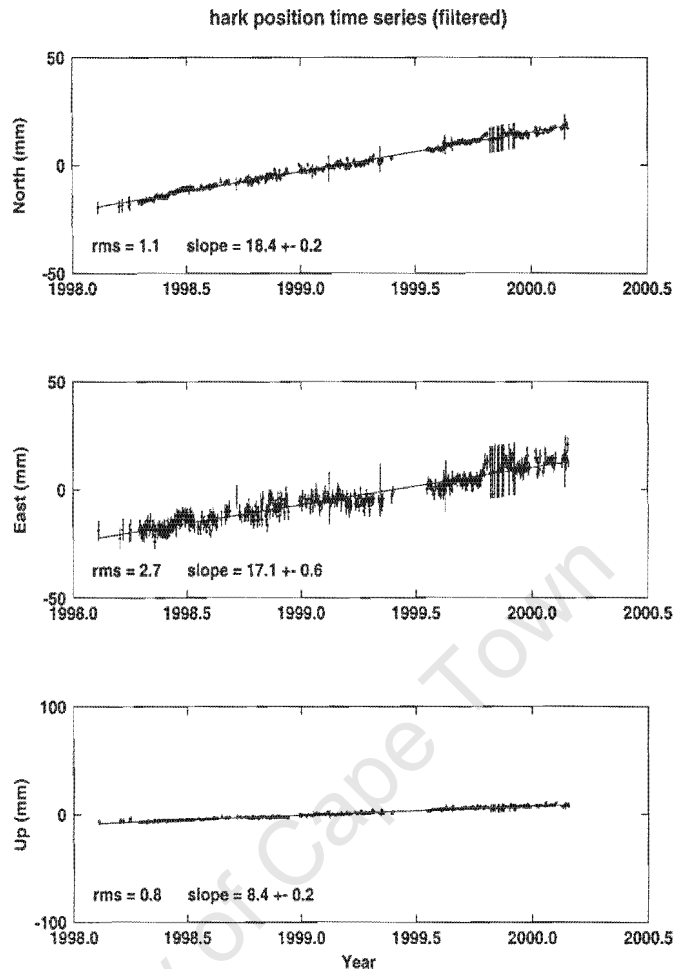 hark position time series (filtered)
50
0
-50
North (mm)
rms = 1.1 slope = 18.4 +- 0.2
1998.0 1998.5 1999.0 1999.5 2000.0 2000.5
50
0
-50
East (mm)
rms = 2.7 slope = 17.1 +- 0.6
1998.0 1998.5 1999.0 1999.5 2000.0 2000.5
100
0
-100
Up (mm)
rms = 0.8 slope = 8.4 +- 0.2
1998.0 1998.5 1999.0 1999.5 2000.0 2000.5
Year
y of Cape Town